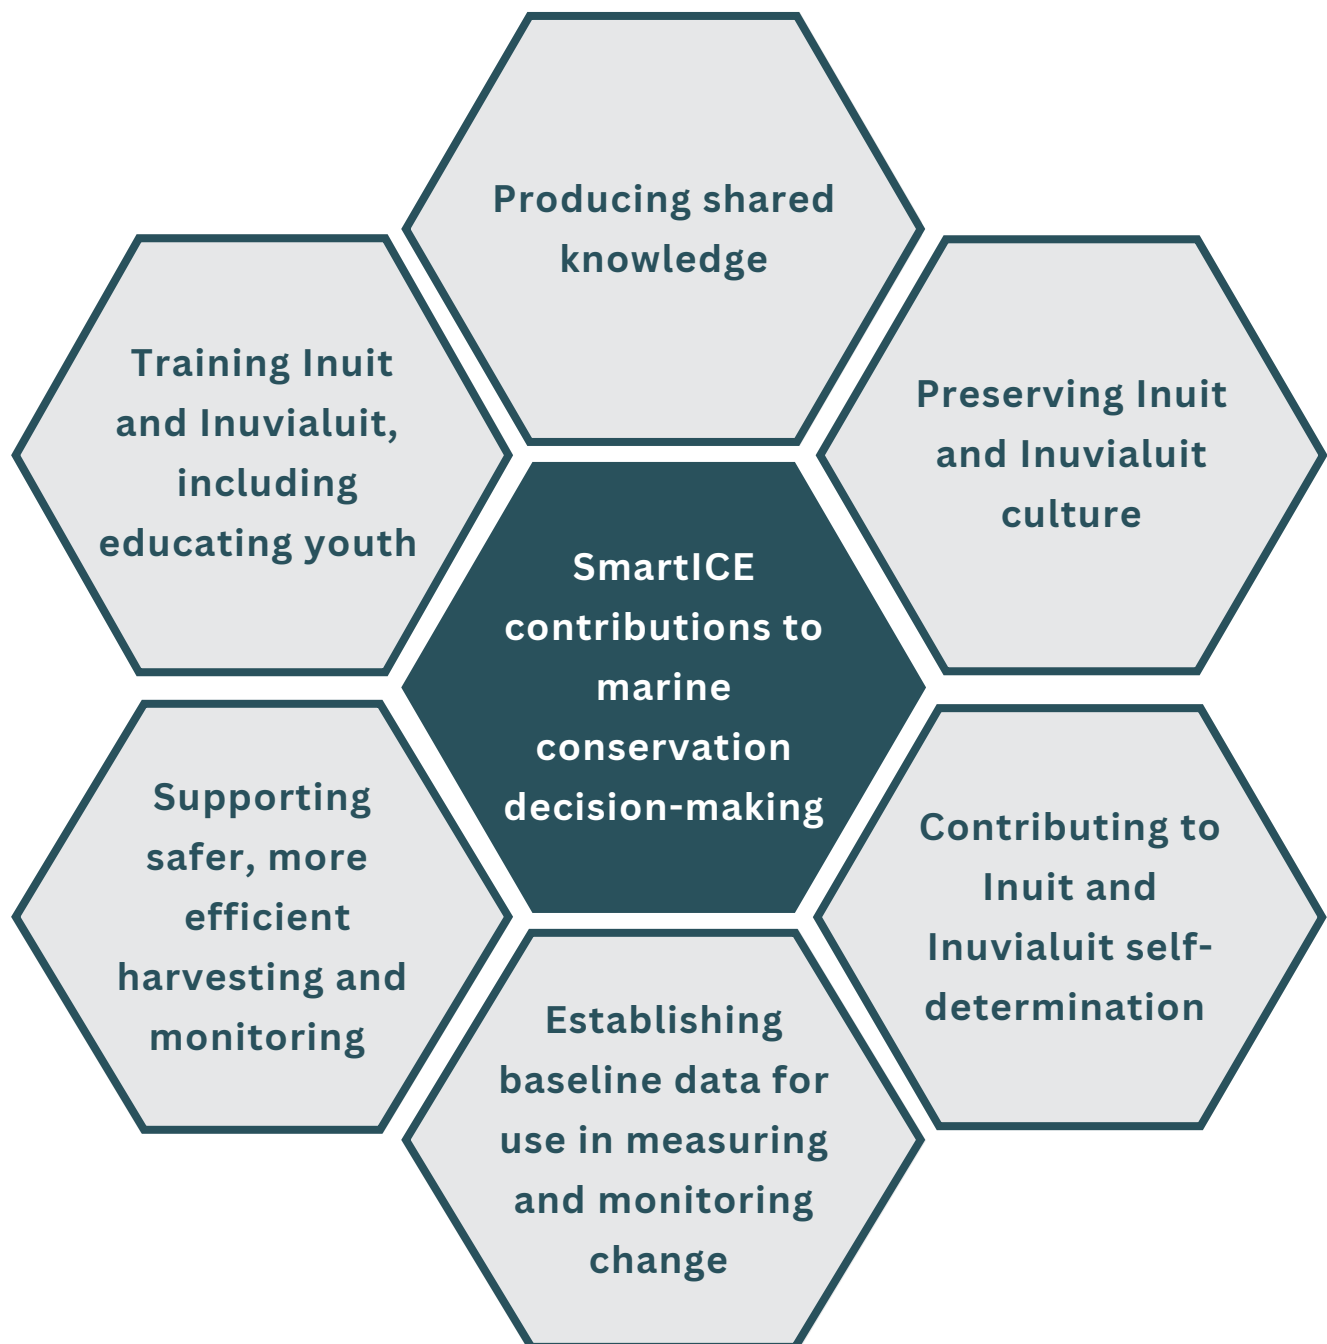 Producing shared
knowledge
Training Inuit
and Inuvialuit,
including
educating youth
Preserving Inuit
and Inuvialuit
culture
SmartICE
contributions to
marine
conservation
decision-making
Supporting
safer, more
efficient
harvesting and
monitoring
Contributing to
Inuit and
Inuvialuit self-
determination
Establishing
baseline data for
use in measuring
and monitoring
change